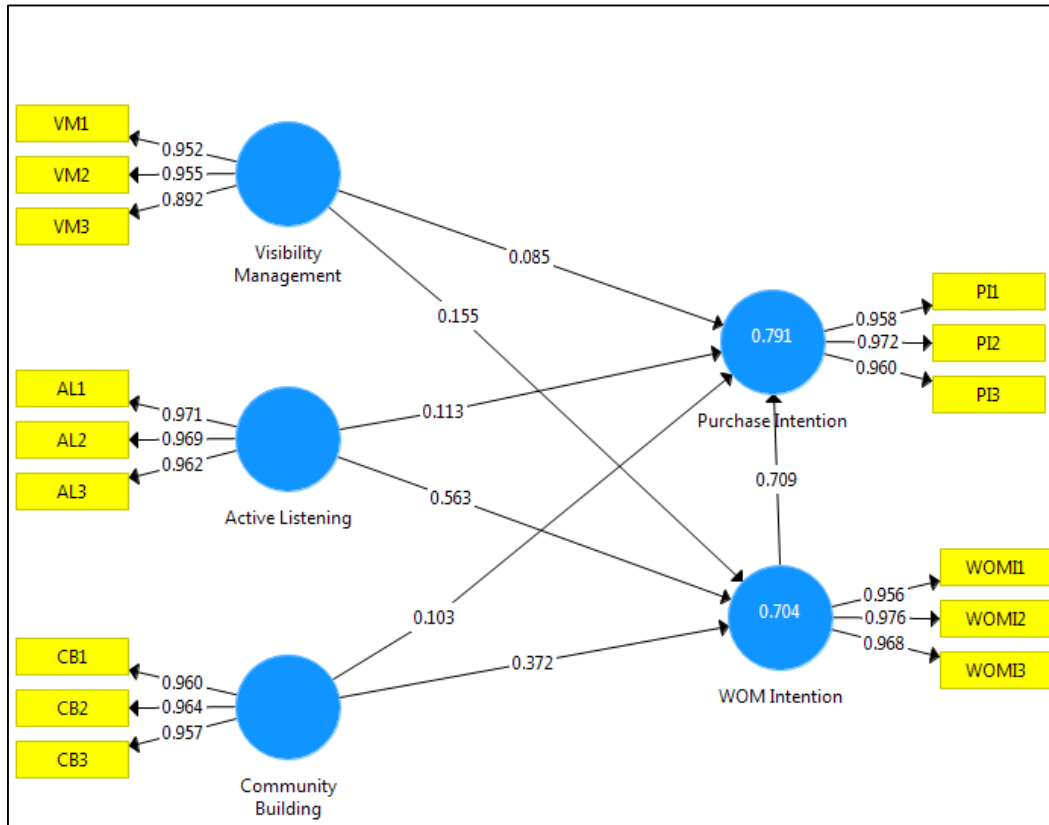 VM1
0.952
VM2
0.955
VM3
0.892
Visibility
Management
0.085
0.155
AL1
0.971
AL2
0.969
AL3
0.962
Active Listening
0.113
0.563
CB1
0.960
CB2
0.964
CB3
0.957
Community
Building
0.103
0.372
0.791
Purchase Intention
0.958
PI1
0.972
PI2
0.960
PI3
0.709
0.704
WOM Intention
0.956
WOMI1
0.976
WOMI2
0.968
WOMI3